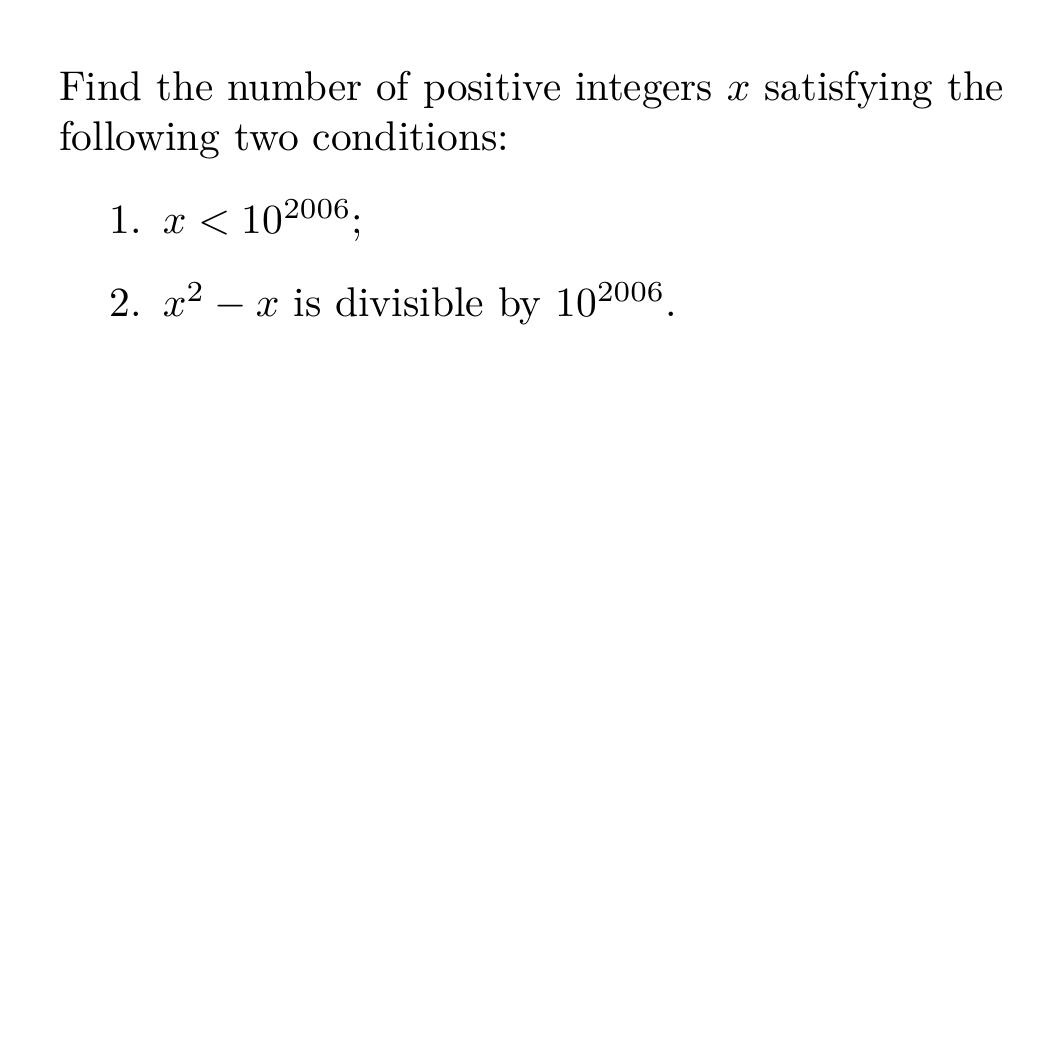 Find the number of positive integers $x$ satisfying the
following two conditions:
1. $x < 10^{2006}$;
2. $x^2 - x$ is divisible by $10^{2006}$.